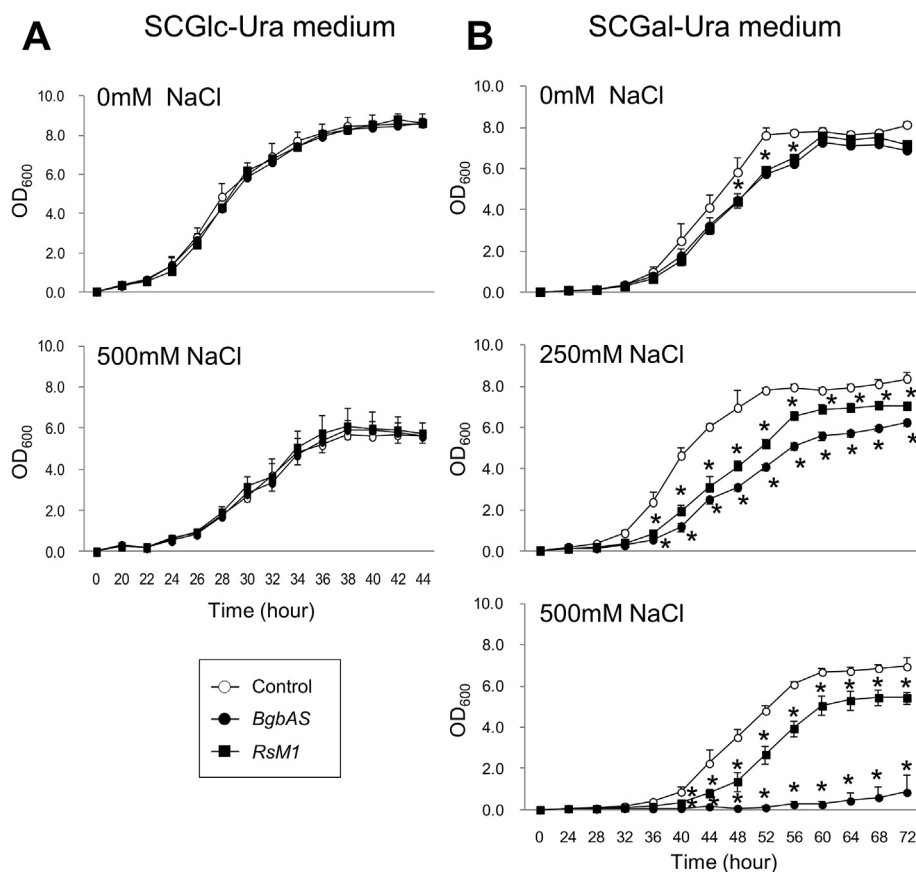 A SCGlc-Ura medium
0mM NaCl
10.0
8.0
6.0
4.0
2.0
0.0
OD600
500mM NaCl
10.0
8.0
6.0
4.0
2.0
0.0
OD600
0 20 22 24 26 28 30 32 34 36 38 40 42 44
Time (hour)
Control
BgbAS
RsM1
B SCGal-Ura medium
0mM NaCl
10.0
8.0
6.0
4.0
2.0
0.0
OD600
* * *
250mM NaCl
10.0
8.0
6.0
4.0
2.0
0.0
OD600
* * * * * * * * * *
* * * * * * * * * *
500mM NaCl
10.0
8.0
6.0
4.0
2.0
0.0
OD600
* * * * * * * * *
* * * * * * * * *
0 24 28 32 36 40 44 48 52 56 60 64 68 72
Time (hour)